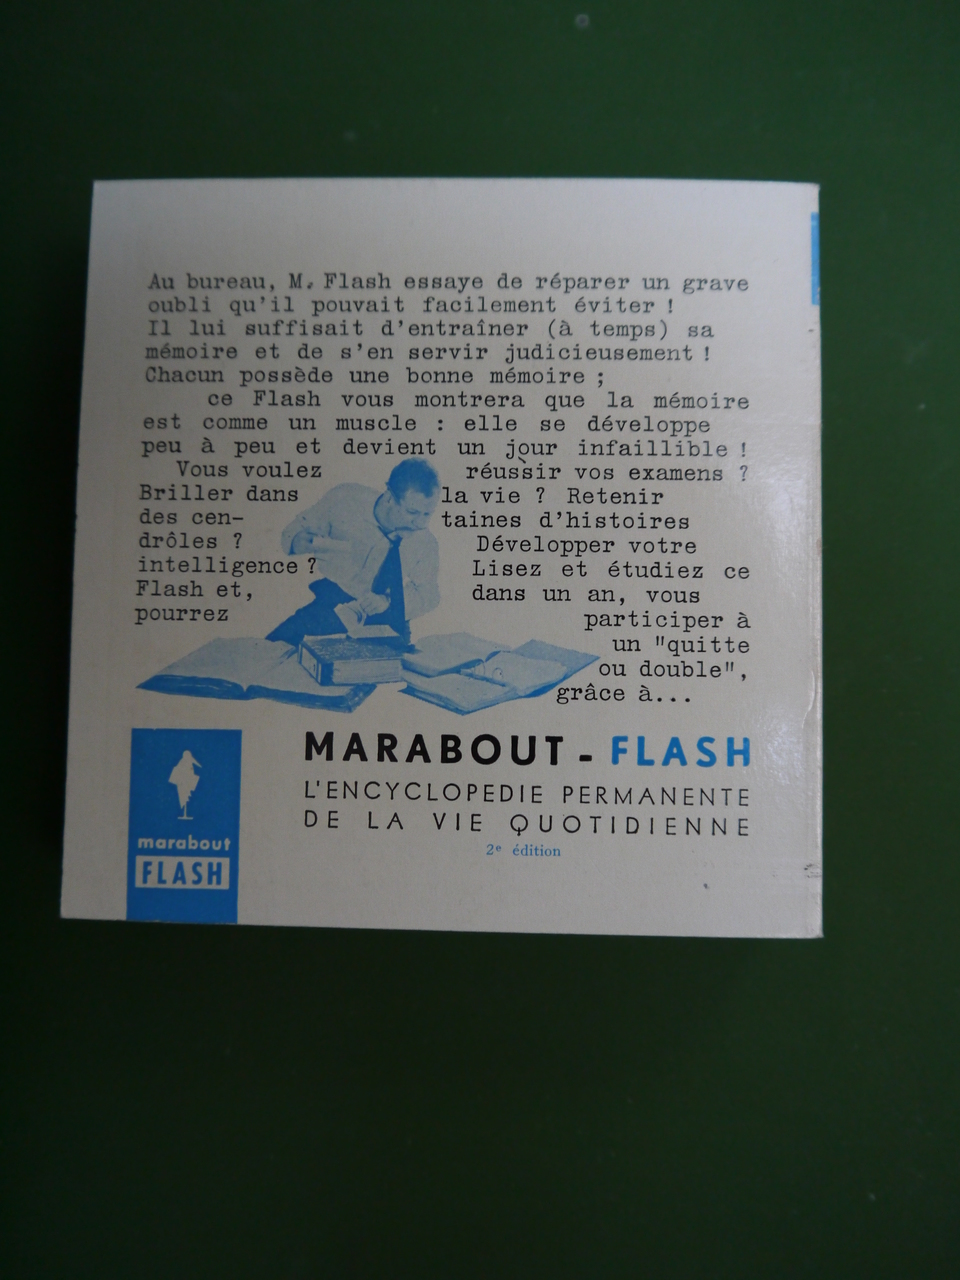 Au bureau, M. Flash essaye de réparer un grave
oubli qu'il pouvait facilement éviter !
Il lui suffisait d'entraîner (à temps) sa
mémoire et de s'en servir judicieusement !
Chacun possède une bonne mémoire ;
ce Flash vous montrera que la mémoire
est comme un muscle : elle se développe
peu à peu et devient un jour infaillible !
Vous voulez réussir vos examens ?
Briller dans la vie ? Retenir
des cen- taines d'histoires
drôles ? Développer votre
intelligence ? Lisez et étudiez ce
Flash et, dans un an, vous
pourrez participer à
un "quitte
ou double",
grâce à...
MARABOUT - FLASH
L'ENCYCLOPEDIE PERMANENTE
DE LA VIE QUOTIDIENNE
2e édition
marabout
FLASH